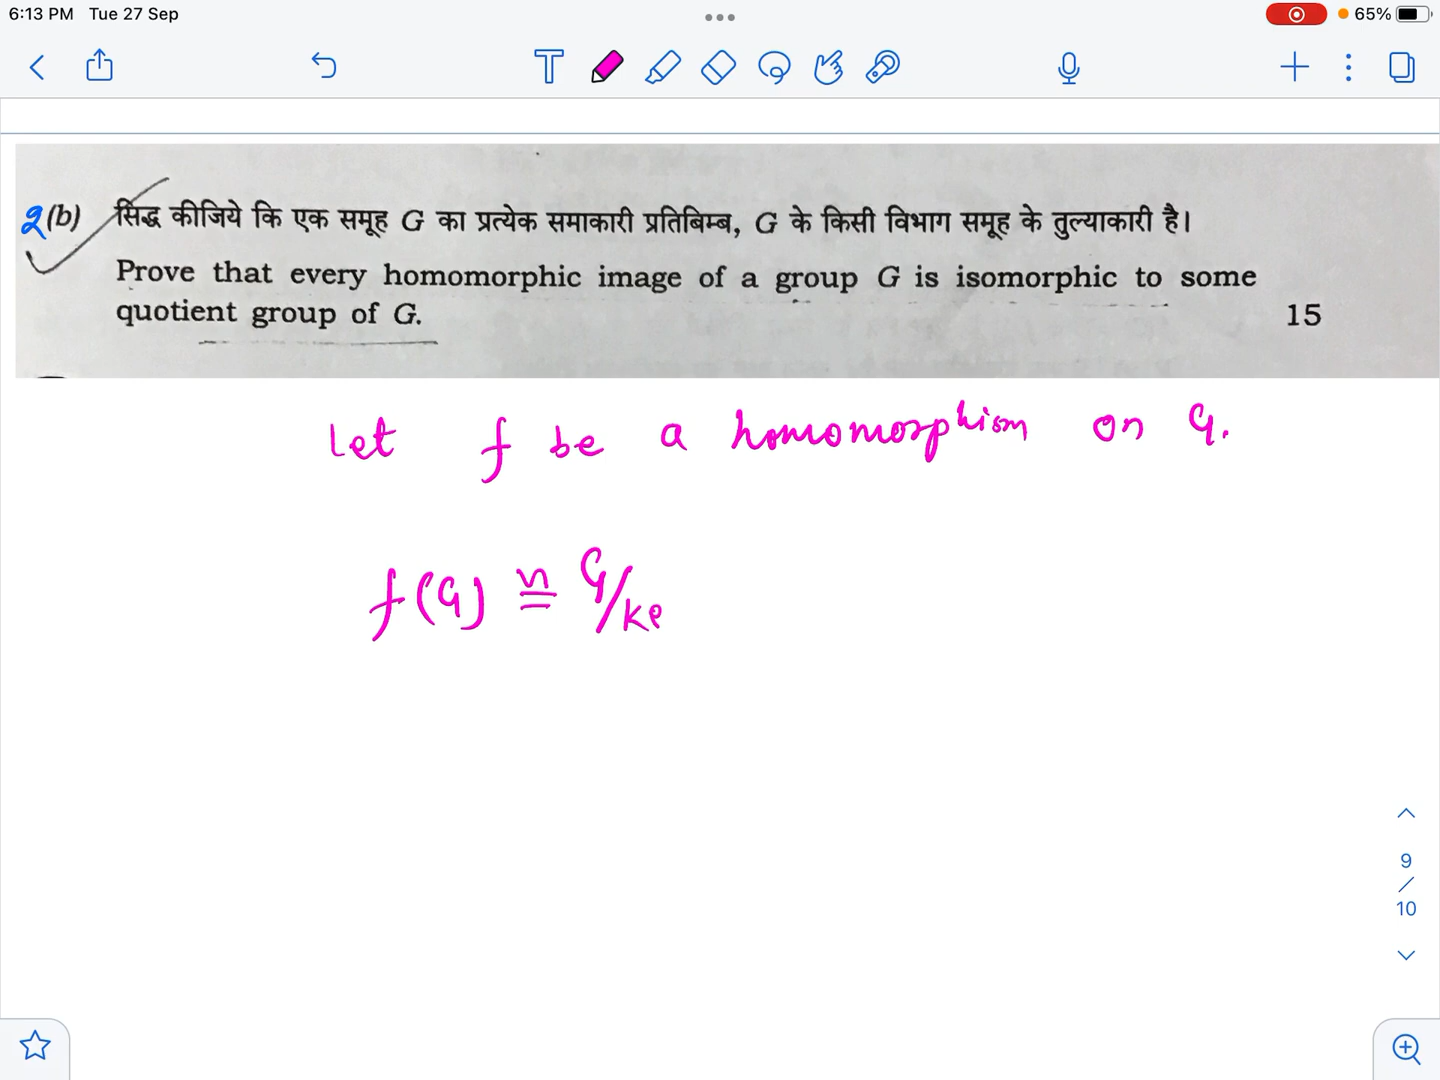 6:13 PM Tue 27 Sep
65%
2(b) सिद्ध कीजिये कि एक समूह G का प्रत्येक समाकारी प्रतिबिम्ब, G के किसी विभाग समूह के तुल्याकारी है।
Prove that every homomorphic image of a group G is isomorphic to some
quotient group of G. 15
Let f be a homomorphism on G.
f(G) ≅ G/Ke
9
/
10